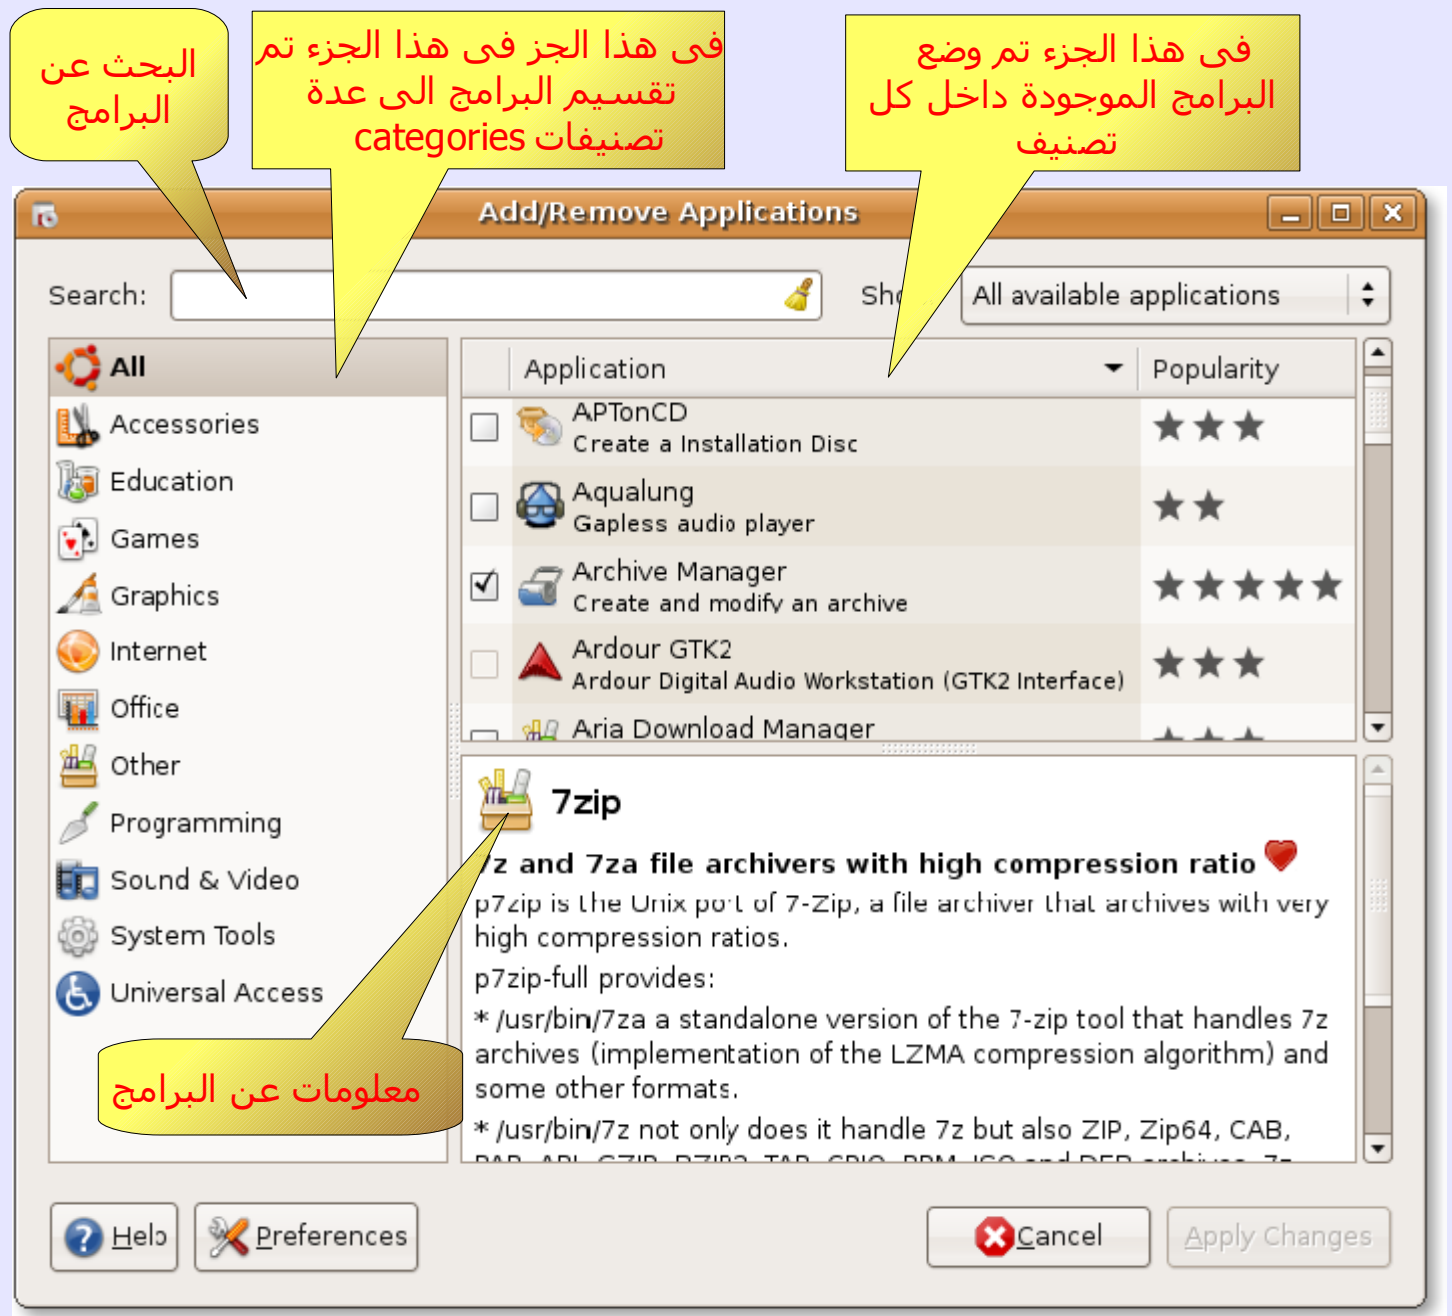 البحث عن
البرامج
فى هذا الجز فى هذا الجزء تم
تقسيم البرامج الى عدة
تصنيفات categories
فى هذا الجزء تم وضع
البرامج الموجودة داخل كل
تصنيف
Add/Remove Applications
Search:
All available applications
All
Accessories
Education
Games
Graphics
Internet
Office
Other
Programming
Sound & Video
System Tools
Universal Access
Application Popularity
APTonCD
Create a Installation Disc
Aqualung
Gapless audio player
Archive Manager
Create and modify an archive
Ardour GTK2
Ardour Digital Audio Workstation (GTK2 Interface)
Aria Download Manager
7zip
7z and 7za file archivers with high compression ratio
p7zip is the Unix port of 7-Zip, a file archiver that archives with very
high compression ratios.
p7zip-full provides:
* /usr/bin/7za a standalone version of the 7-zip tool that handles 7z
archives (implementation of the LZMA compression algorithm) and
some other formats.
* /usr/bin/7z not only does it handle 7z but also ZIP, Zip64, CAB,
معلومات عن البرامج
Help
Preferences
Cancel
Apply Changes